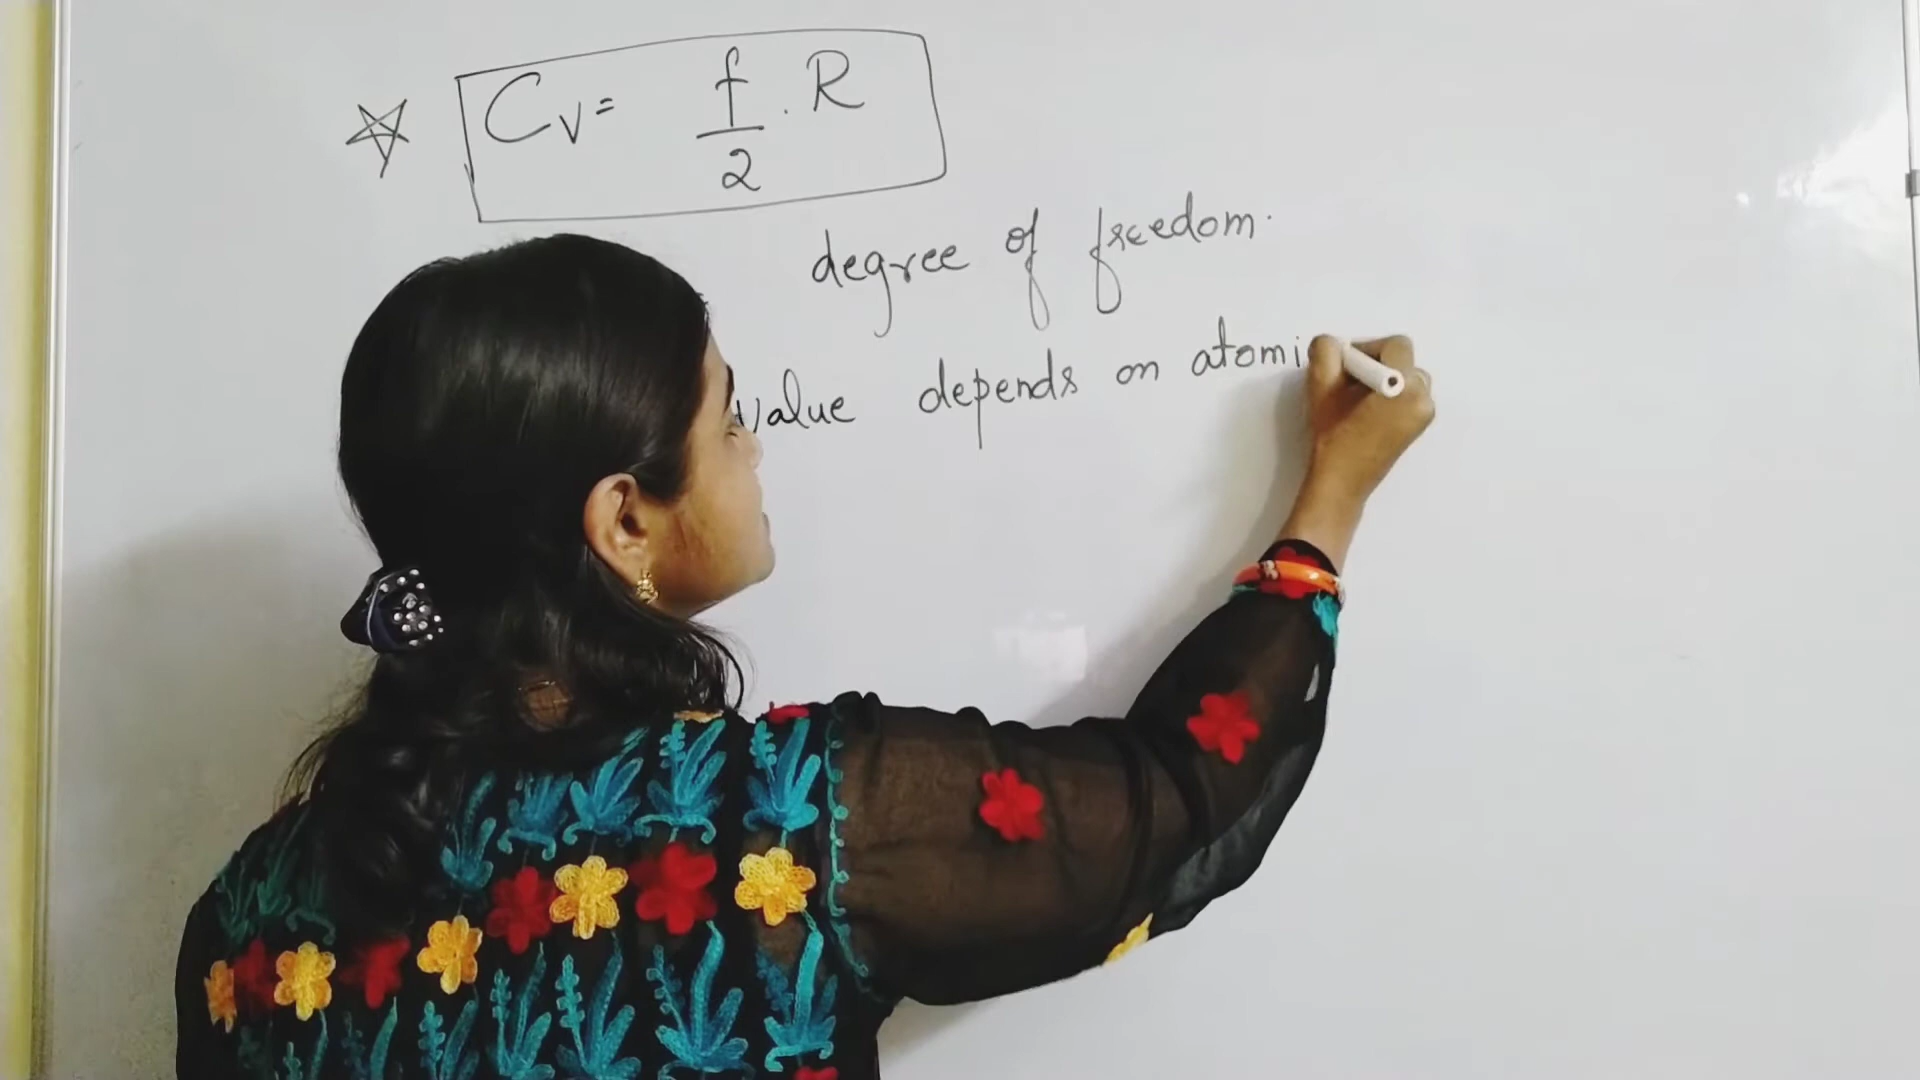 ☆ Cv = f/2 . R
degree of freedom.
value depends on atomi